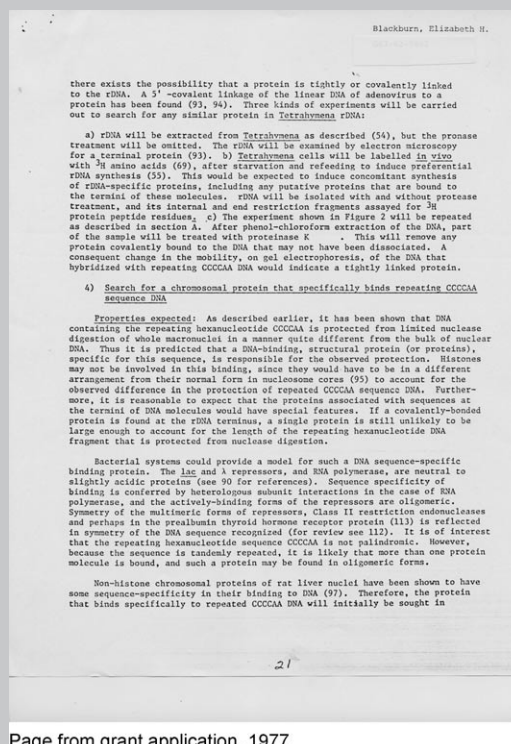 Blackburn, Elizabeth H.
there exists the possibility that a protein is tightly or covalently linked
to the rDNA. A 5' -covalent linkage of the linear DNA of adenovirus to a
protein has been found (93, 94). Three kinds of experiments will be carried
out to search for any similar protein in Tetrahymena rDNA:
a) rDNA will be extracted from Tetrahymena as described (54), but the pronase
treatment will be omitted. The rDNA will be examined by electron microscopy
for a terminal protein (93). b) Tetrahymena cells will be labelled in vivo
with 3H amino acids (69), after starvation and refeeding to induce preferential
rDNA synthesis (55). This would be expected to induce concomitant synthesis
of rDNA-specific proteins, including any putative proteins that are bound to
the termini of these molecules. rDNA will be isolated with and without protease
treatment, and its internal and end restriction fragments assayed for 3H
protein peptide residues. c) The experiment shown in Figure 2 will be repeated
as described in section A. After phenol-chloroform extraction of the DNA, part
of the sample will be treated with proteinase K . This will remove any
protein covalently bound to the DNA that may not have been dissociated. A
consequent change in the mobility, on gel electrophoresis, of the DNA that
hybridized with repeating CCCCAA DNA would indicate a tightly linked protein.
4) Search for a chromosomal protein that specifically binds repeating CCCCAA
sequence DNA
Properties expected: As described earlier, it has been shown that DNA
containing the repeating hexanucleotide CCCCAA is protected from limited nuclease
digestion of whole macronuclei in a manner quite different from the bulk of nuclear
DNA. Thus it is predicted that a DNA-binding, structural protein (or proteins),
specific for this sequence, is responsible for the observed protection. Histones
may not be involved in this binding, since they would have to be in a different
arrangement from their normal form in nucleosome cores (95) to account for the
observed difference in the protection of repeated CCCCAA sequence DNA. Further-
more, it is reasonable to expect that the proteins associated with sequences at
the termini of DNA molecules would have special features. If a covalently-bonded
protein is found at the rDNA terminus, a single protein is still unlikely to be
large enough to account for the length of the repeating hexanucleotide DNA
fragment that is protected from nuclease digestion.
Bacterial systems could provide a model for such a DNA sequence-specific
binding protein. The lac and λ repressors, and RNA polymerase, are neutral to
slightly acidic proteins (see 90 for references). Sequence specificity of
binding is conferred by heterologous subunit interactions in the case of RNA
polymerase, and the actively-binding forms of the repressors are oligomeric.
Symmetry of the multimeric forms of repressors, Class II restriction endonucleases
and perhaps in the prealbumin thyroid hormone receptor protein (113) is reflected
in symmetry of the DNA sequence recognized (for review see 112). It is of interest
that the repeating hexanucleotide sequence CCCCAA is not palindromic. However,
because the sequence is tandemly repeated, it is likely that more than one protein
molecule is bound, and such a protein may be found in oligomeric forms.
Non-histone chromosomal proteins of rat liver nuclei have been shown to have
some sequence-specificity in their binding to DNA (97). Therefore, the protein
that binds specifically to repeated CCCCAA DNA will initially be sought in
21
Page from grant application, 1977